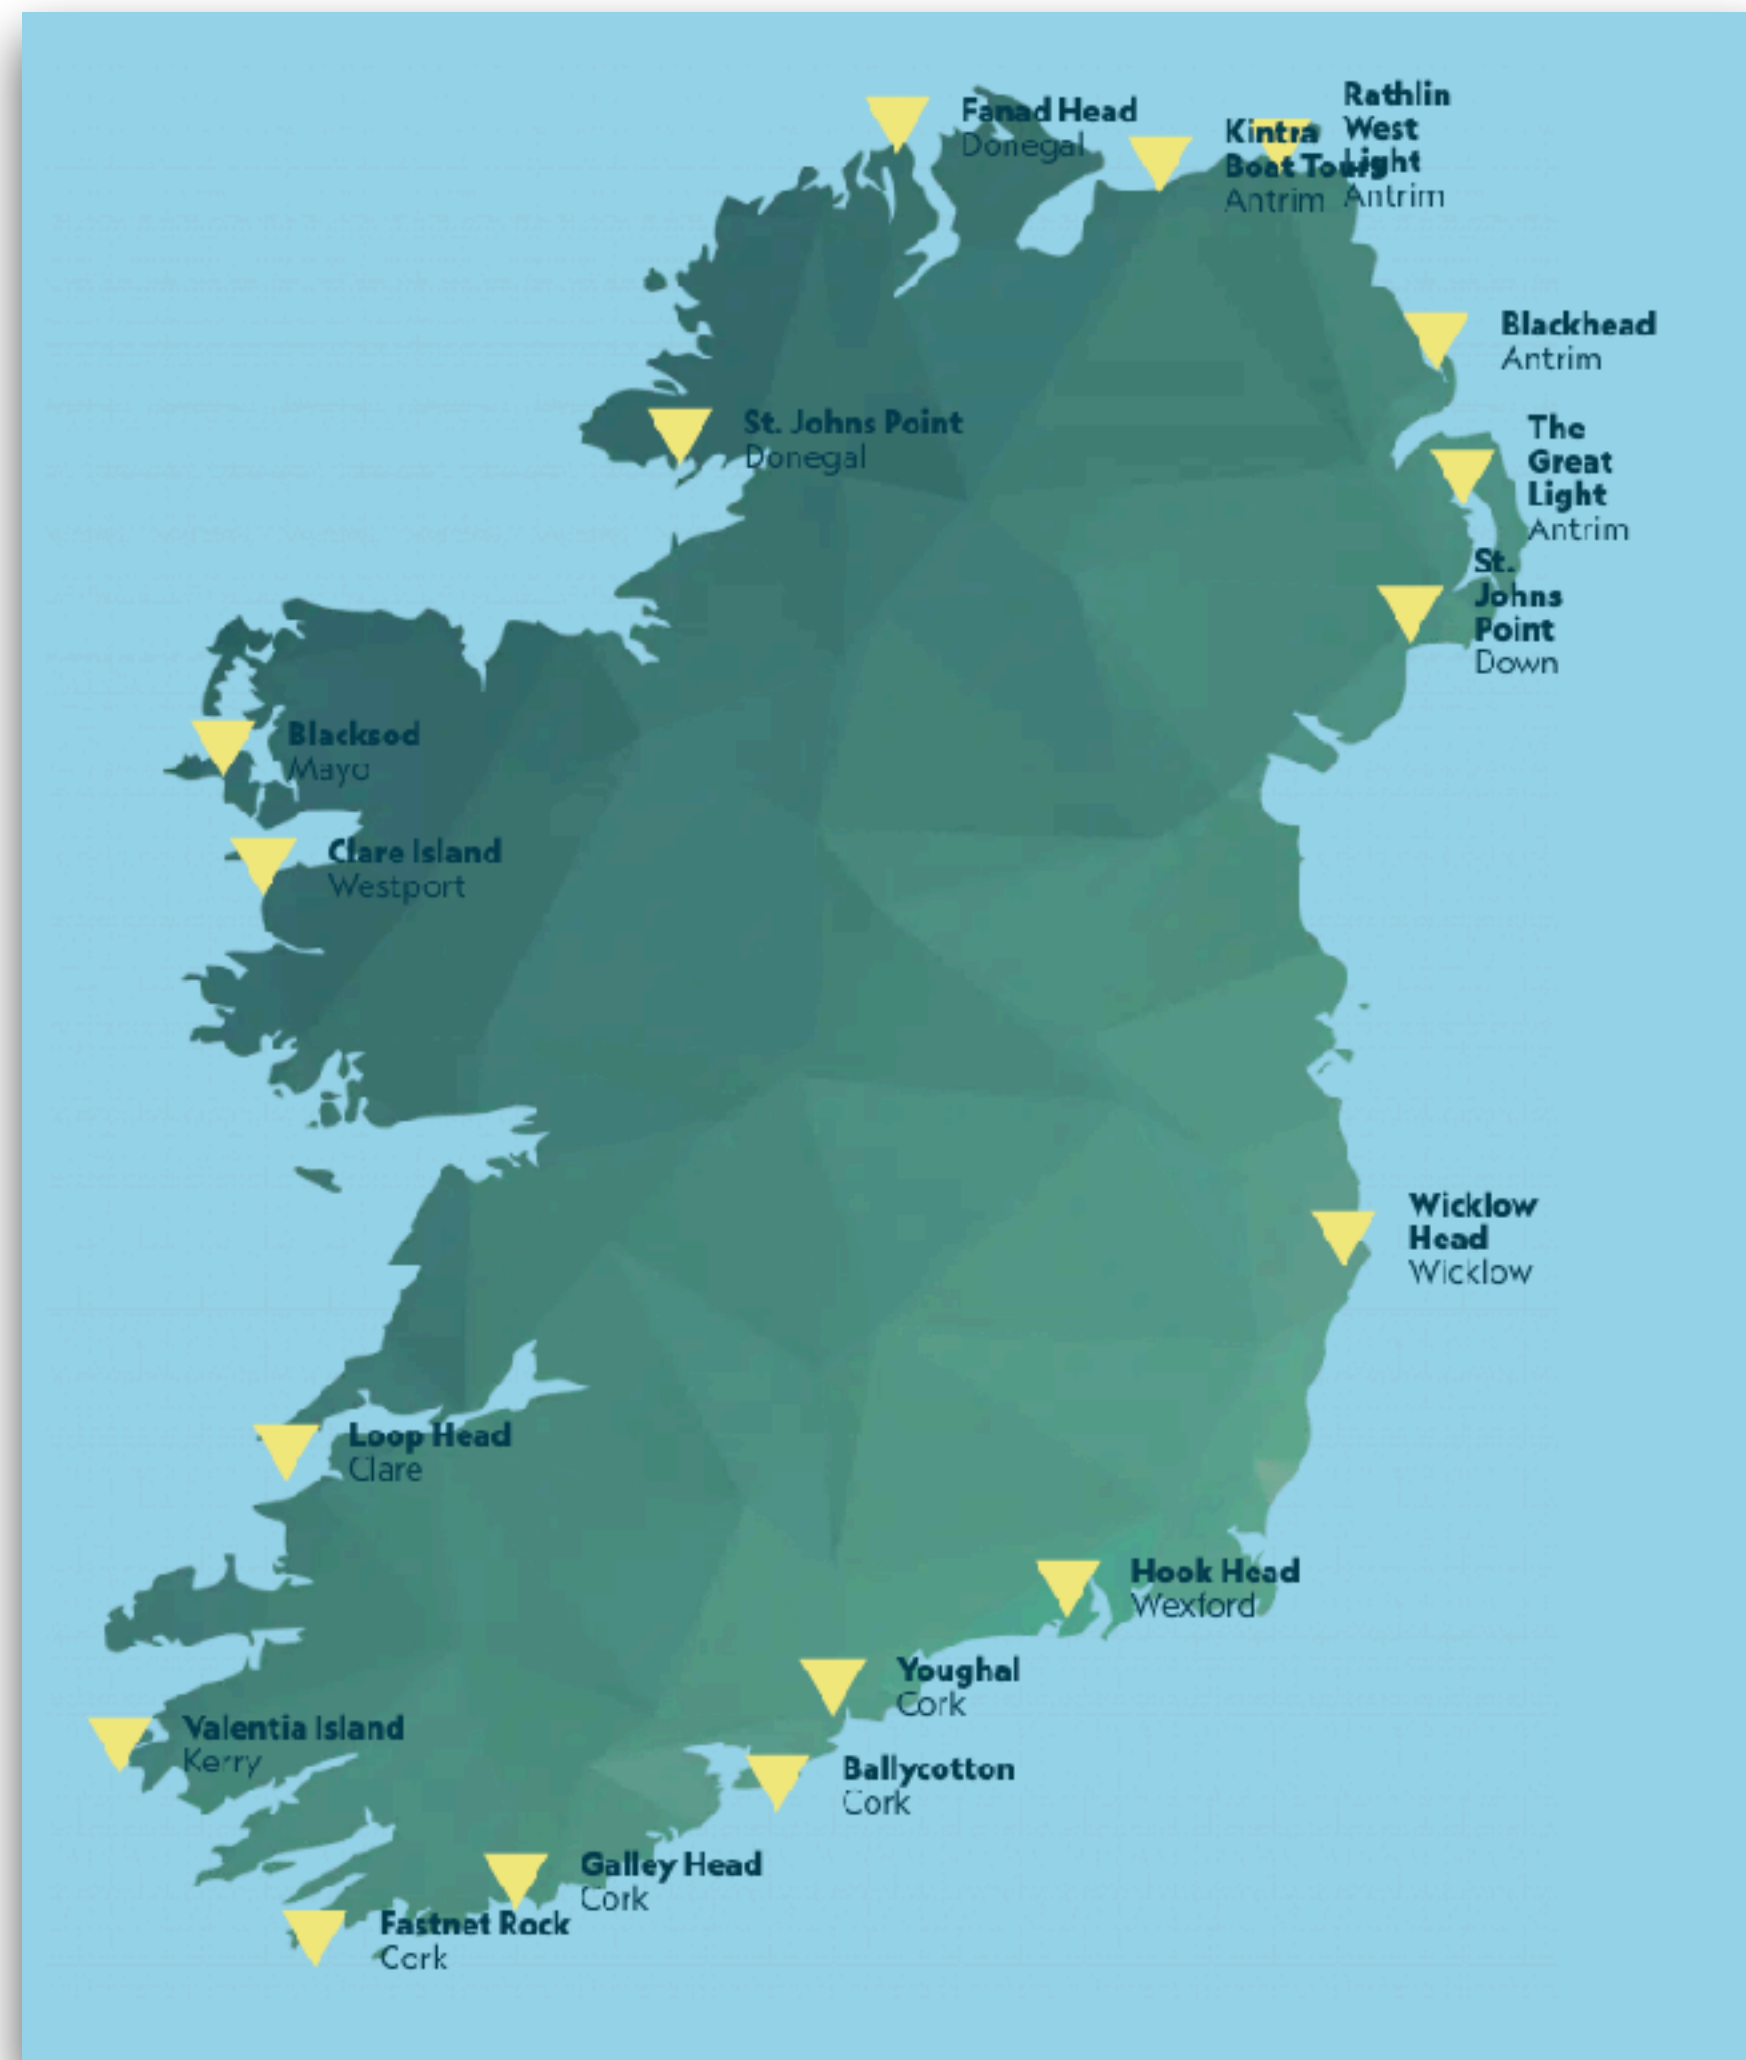 Fanad Head
Donegal
Kintra
Boat Tours
Antrim
Rathlin
West
Light
Antrim
Blackhead
Antrim
St. Johns Point
Donegal
The
Great
Light
Antrim
St.
Johns
Point
Down
Blacksod
Mayo
Clare Island
Westport
Wicklow
Head
Wicklow
Loop Head
Clare
Hook Head
Wexford
Youghal
Cork
Valentia Island
Kerry
Ballycotton
Cork
Galley Head
Cork
Fastnet Rock
Cork